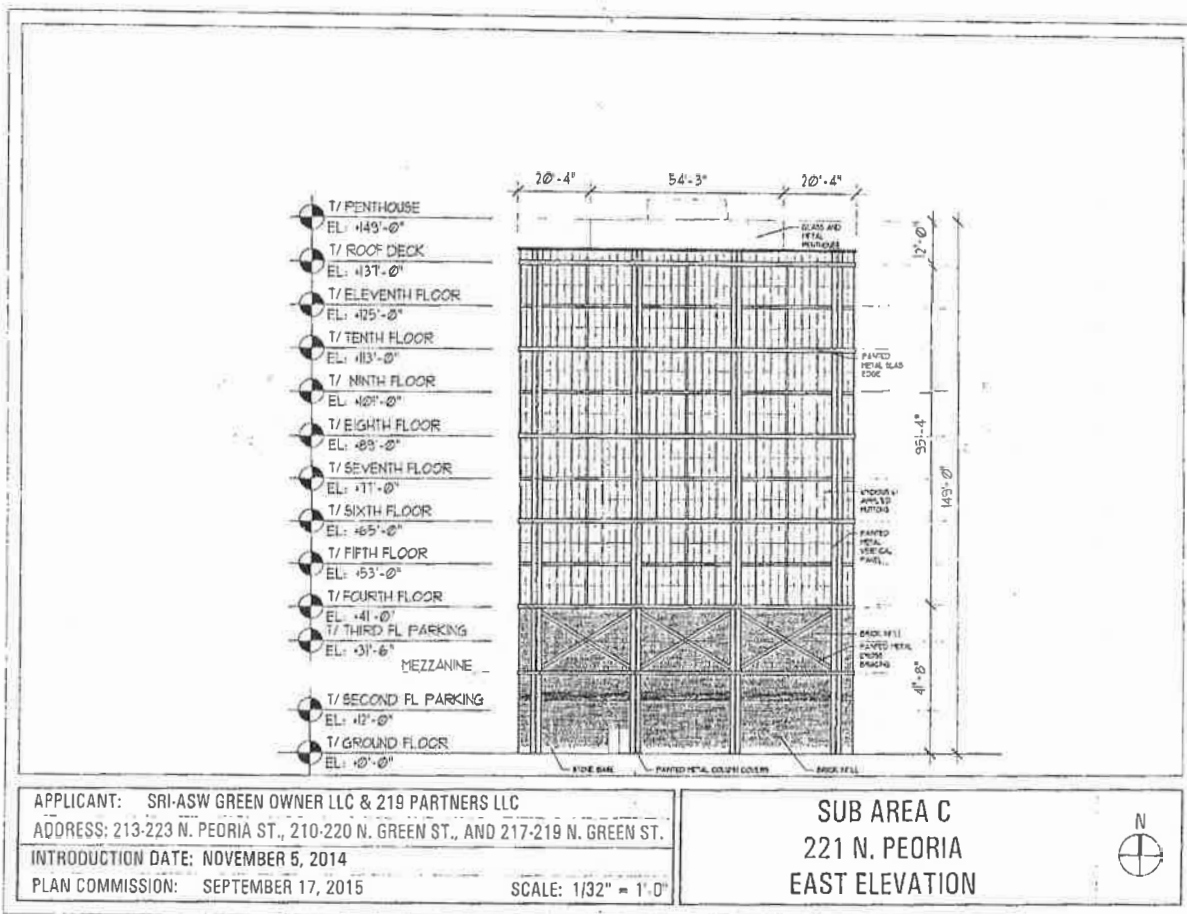 20'-4" 54'-3" 20'-4"
T/ PENTHOUSE
EL: +149'-0"
T/ ROOF DECK
EL: +137'-0"
T/ ELEVENTH FLOOR
EL: +125'-0"
T/ TENTH FLOOR
EL: +113'-0"
T/ NINTH FLOOR
EL: +101'-0"
T/ EIGHTH FLOOR
EL: +89'-0"
T/ SEVENTH FLOOR
EL: +77'-0"
T/ SIXTH FLOOR
EL: +65'-0"
T/ FIFTH FLOOR
EL: +53'-0"
T/ FOURTH FLOOR
EL: +41'-0"
T/ THIRD FL PARKING
EL: +31'-6"
MEZZANINE
T/ SECOND FL PARKING
EL: +12'-0"
T/ GROUND FLOOR
EL: +0'-0"
GLASS AND
METAL
PENTHOUSE
PAINTED
METAL SLAB
EDGE
APPLIED
PAINTED
METAL
VERTICAL
PANEL
BRICK INFILL
PAINTED METAL
CROSS
BRACING
12'-0"
95'-4"
149'-0"
41'-8"
STONE BASE
PAINTED METAL COLUMN COVERS
BRICK INFILL
APPLICANT: SRI-ASW GREEN OWNER LLC & 219 PARTNERS LLC
ADDRESS: 213-223 N. PEORIA ST., 210-220 N. GREEN ST., AND 217-219 N. GREEN ST.
INTRODUCTION DATE: NOVEMBER 5, 2014
PLAN COMMISSION: SEPTEMBER 17, 2015 SCALE: 1/32" = 1'-0"
SUB AREA C
221 N. PEORIA
EAST ELEVATION
N